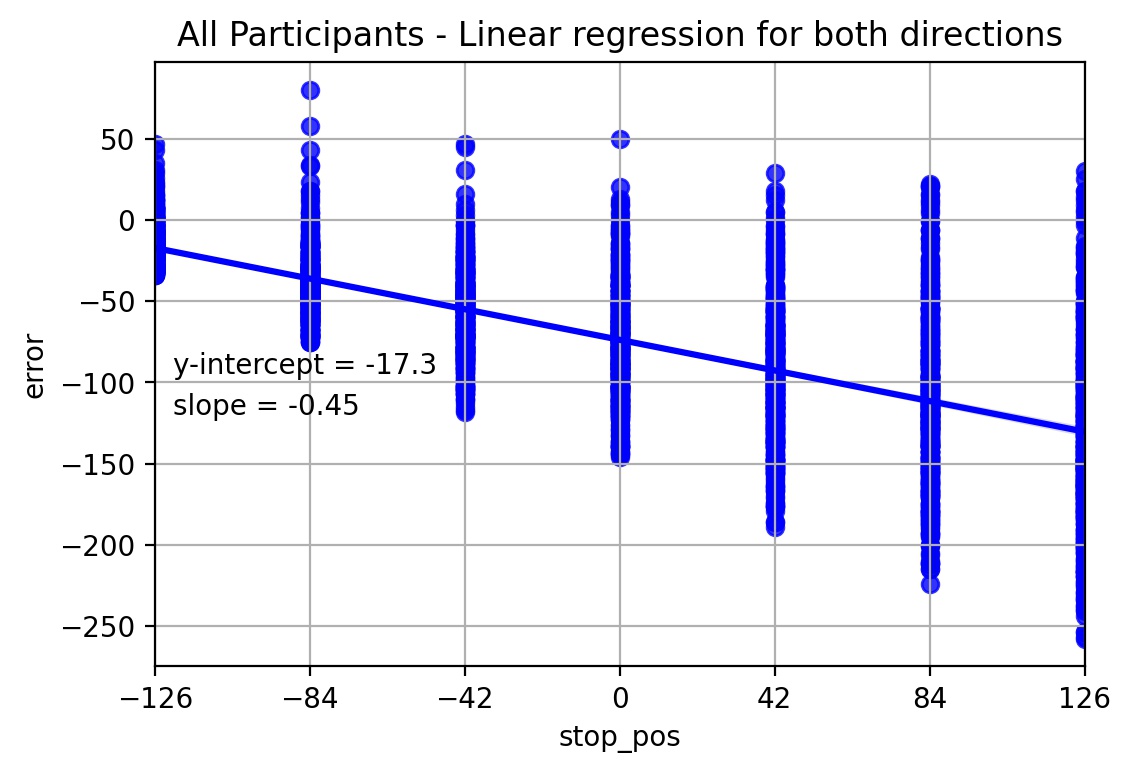 All Participants - Linear regression for both directions
error
50
0
−50
−100
−150
−200
−250
y-intercept = -17.3
slope = -0.45
−126 −84 −42 0 42 84 126
stop_pos